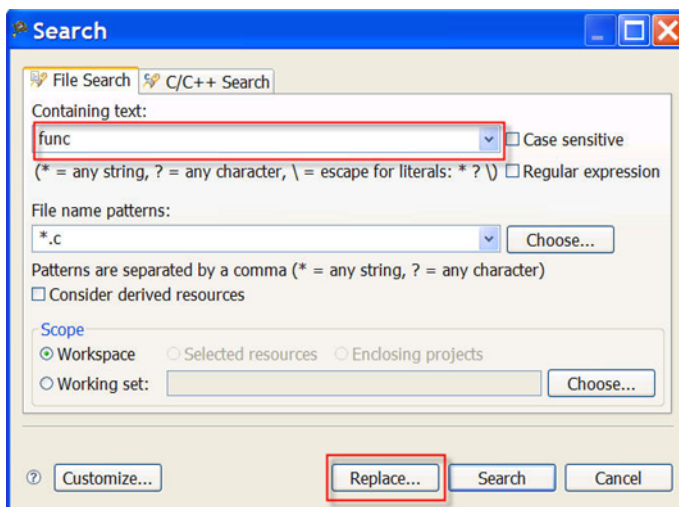 Search
File Search C/C++ Search
Containing text:
func Case sensitive
(* = any string, ? = any character, \ = escape for literals: * ? \) Regular expression
File name patterns:
*.c Choose...
Patterns are separated by a comma (* = any string, ? = any character)
Consider derived resources
Scope
Workspace Selected resources Enclosing projects
Working set: Choose...
? Customize... Replace... Search Cancel